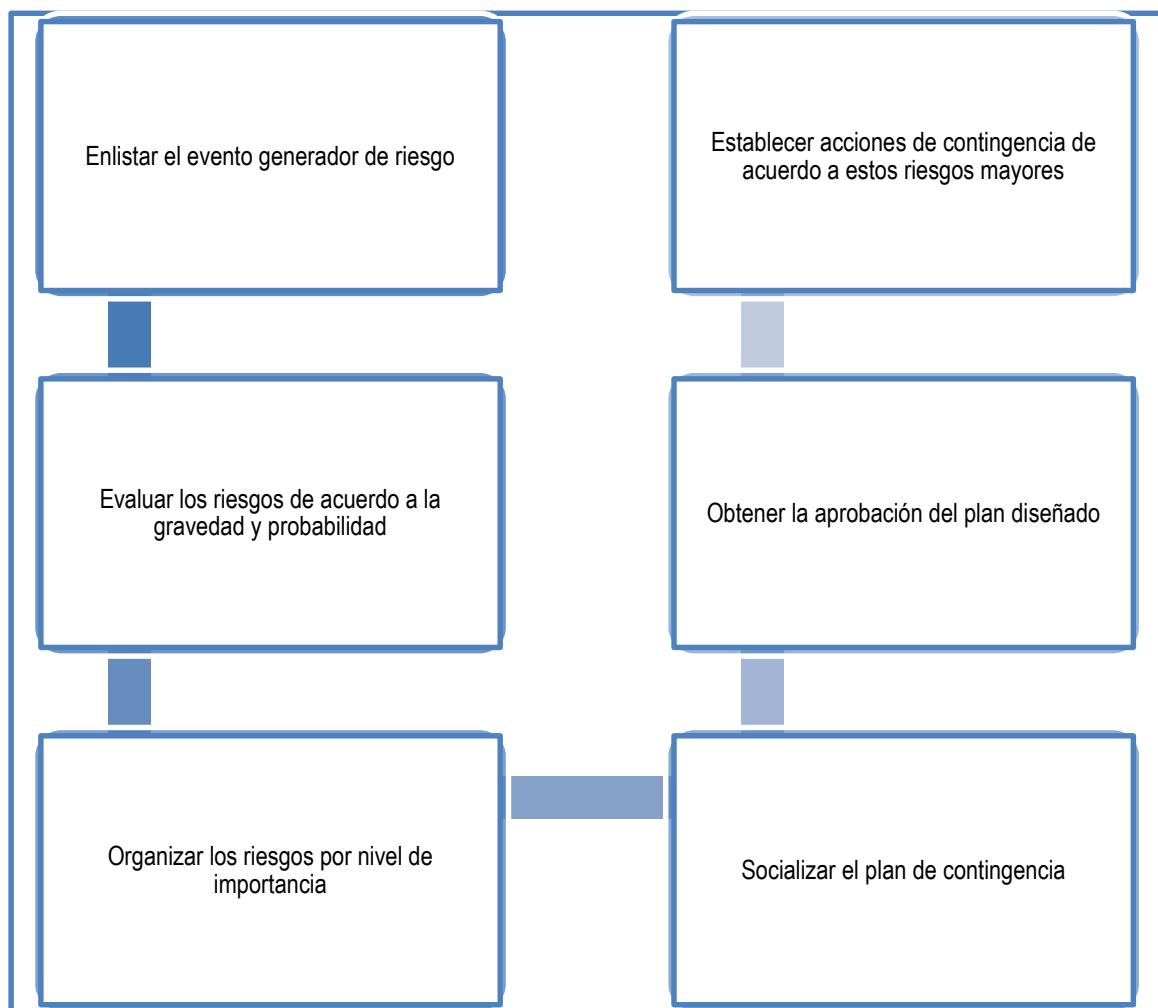 Enlistar el evento generador de riesgo
Evaluar los riesgos de acuerdo a la
gravedad y probabilidad
Organizar los riesgos por nivel de
importancia
Socializar el plan de contingencia
Obtener la aprobación del plan diseñado
Establecer acciones de contingencia de
acuerdo a estos riesgos mayores